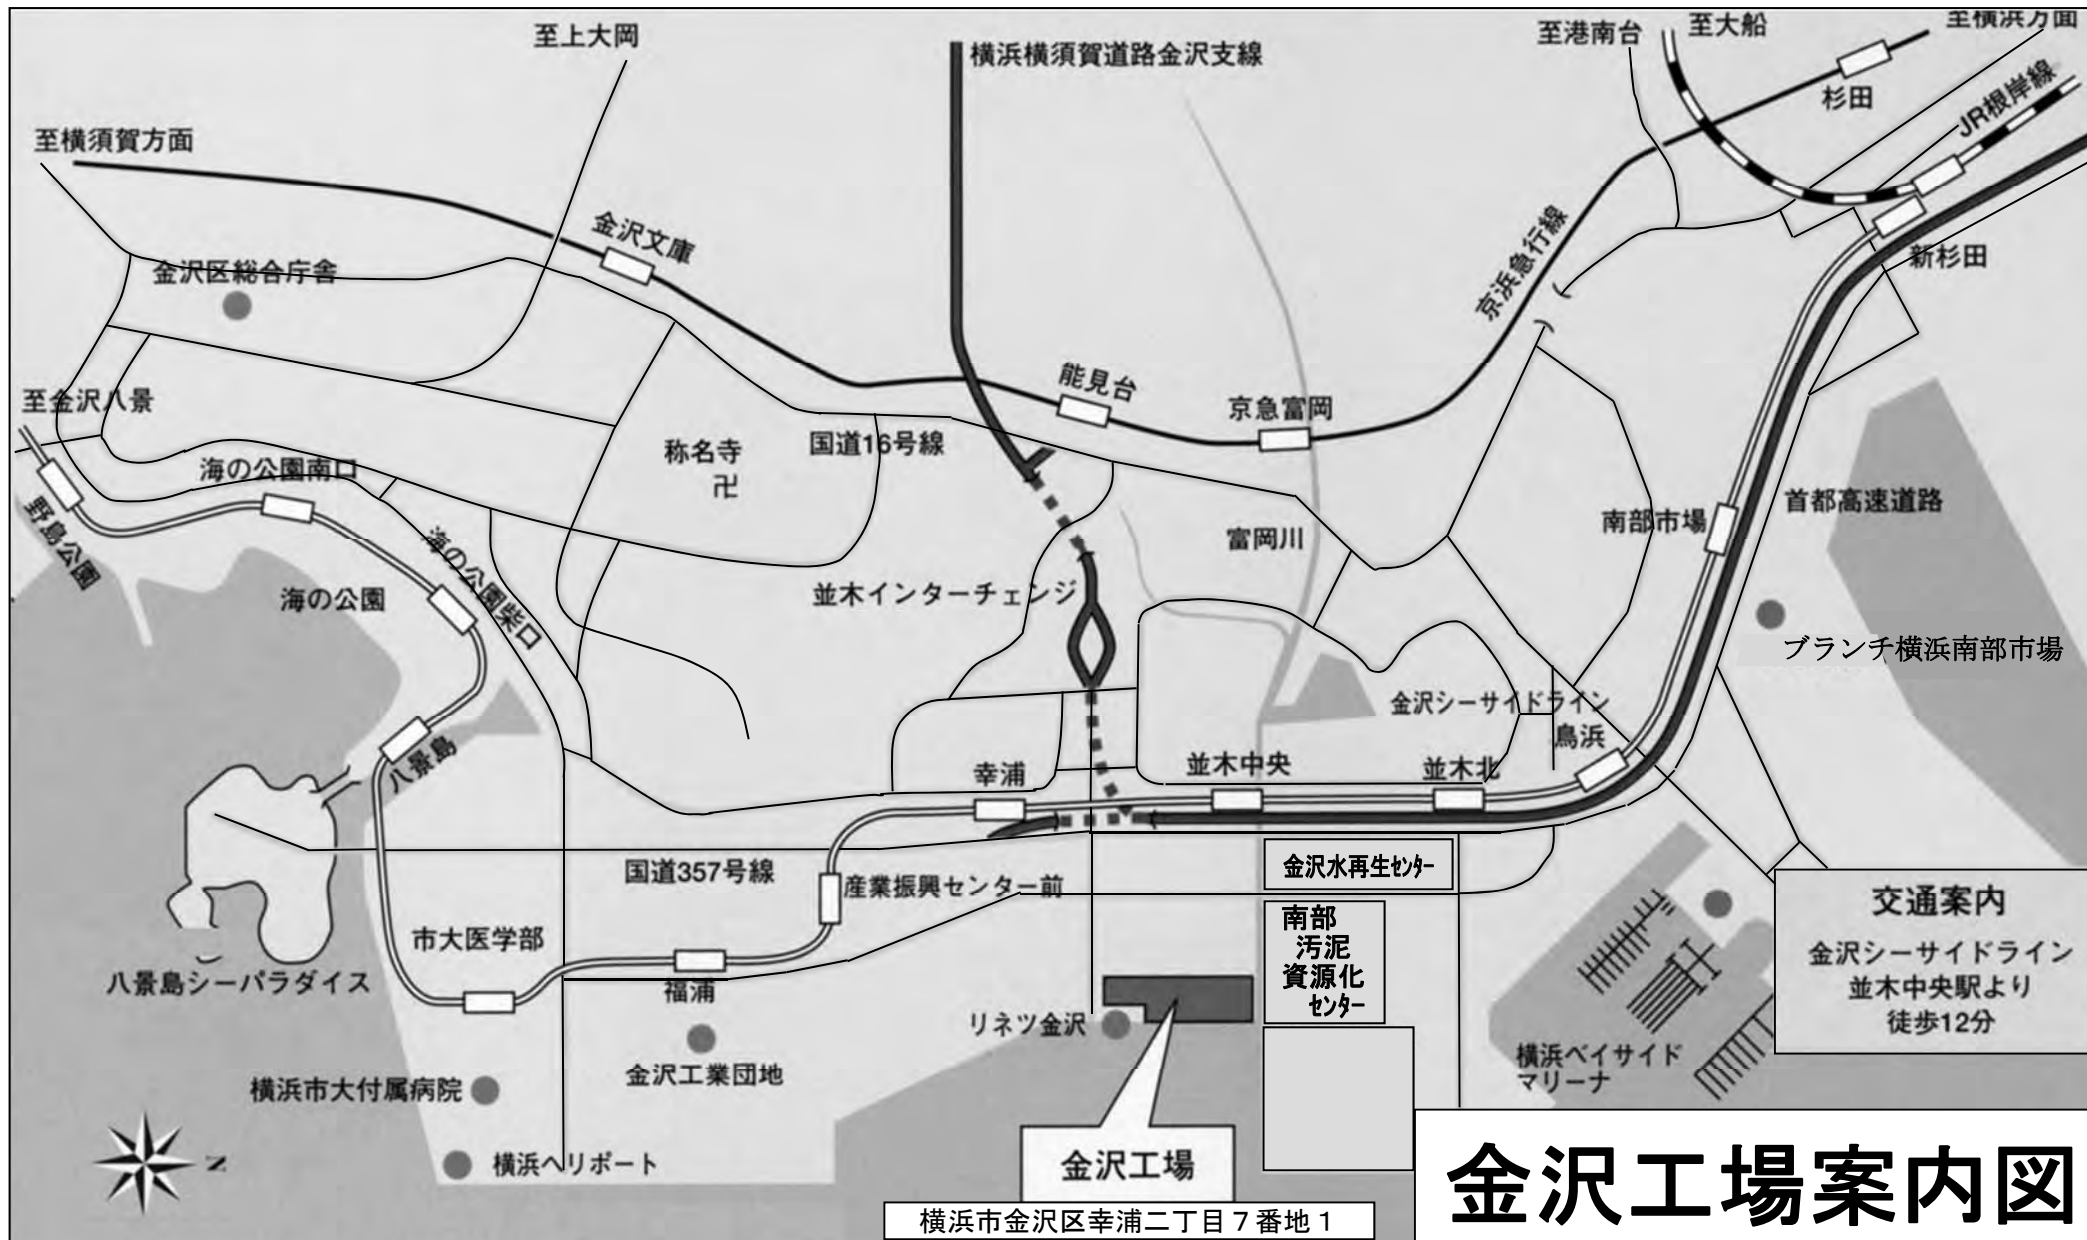 至上大岡
横浜横須賀道路金沢支線
至港南台
至大船
至横浜方面
杉田
JR根岸線
至横須賀方面
金沢文庫
京浜急行線
新杉田
金沢区総合庁舎
能見台
京急富岡
至金沢八景
称名寺
卍
国道16号線
海の公園南口
野島公園
海の公園
海の公園柴口
富岡川
南部市場
首都高速道路
並木インターチェンジ
ブランチ横浜南部市場
金沢シーサイドライン
鳥浜
八景島
幸浦
並木中央
並木北
国道357号線
産業振興センター前
金沢水再生センター
市大医学部
南部
汚泥
資源化
センター
交通案内
金沢シーサイドライン
並木中央駅より
徒歩12分
八景島シーパラダイス
福浦
リネツ金沢
横浜ベイサイド
マリーナ
金沢工業団地
横浜市大付属病院
横浜ヘリポート
N
金沢工場
横浜市金沢区幸浦二丁目7番地1
金沢工場案内図